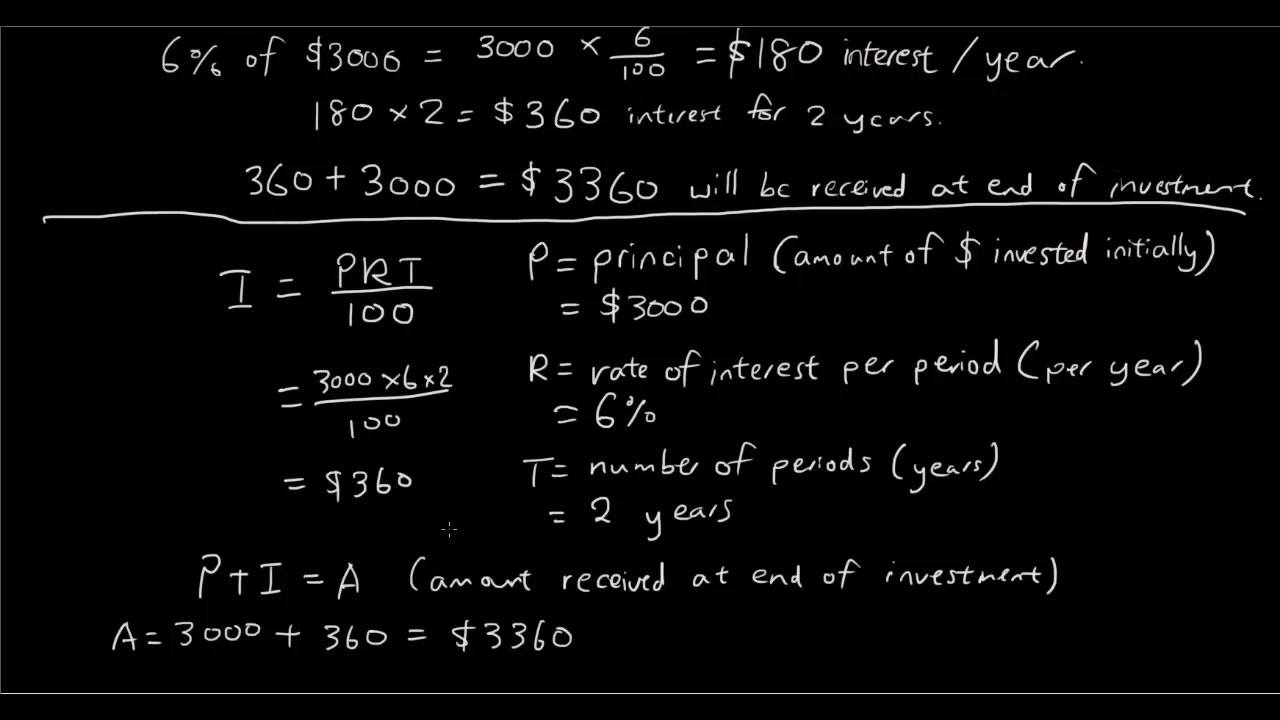 6% of $3000 = 3000 × 6/100 = $180 interest / year.
180 × 2 = $360 interest for 2 years.
360 + 3000 = $3360 will be received at end of investment.
I = PRT/100
= 3000 × 6 × 2/100
= $360
P = principal (amount of $ invested initially)
= $3000
R = rate of interest per period (per year)
= 6%
T = number of periods (years)
= 2 years
P + I = A (amount received at end of investment)
A = 3000 + 360 = $3360